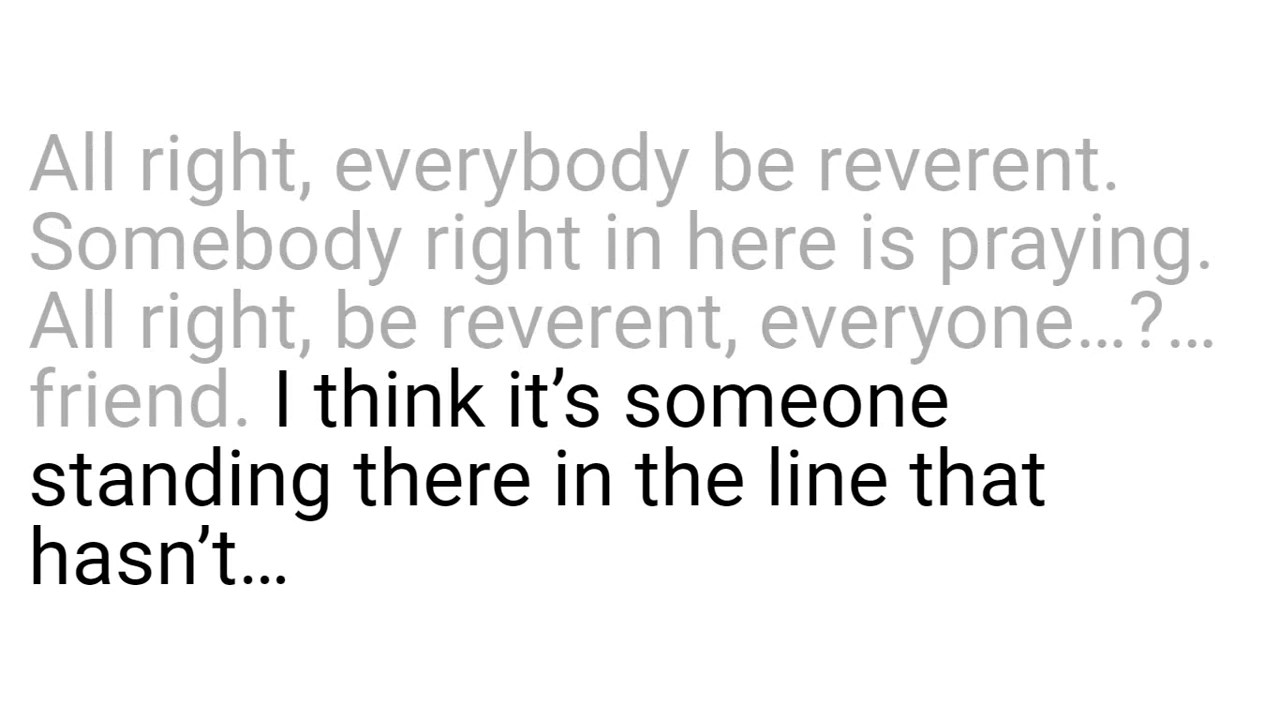 All right, everybody be reverent.
Somebody right in here is praying.
All right, be reverent, everyone…?…
friend. I think it’s someone
standing there in the line that
hasn’t…